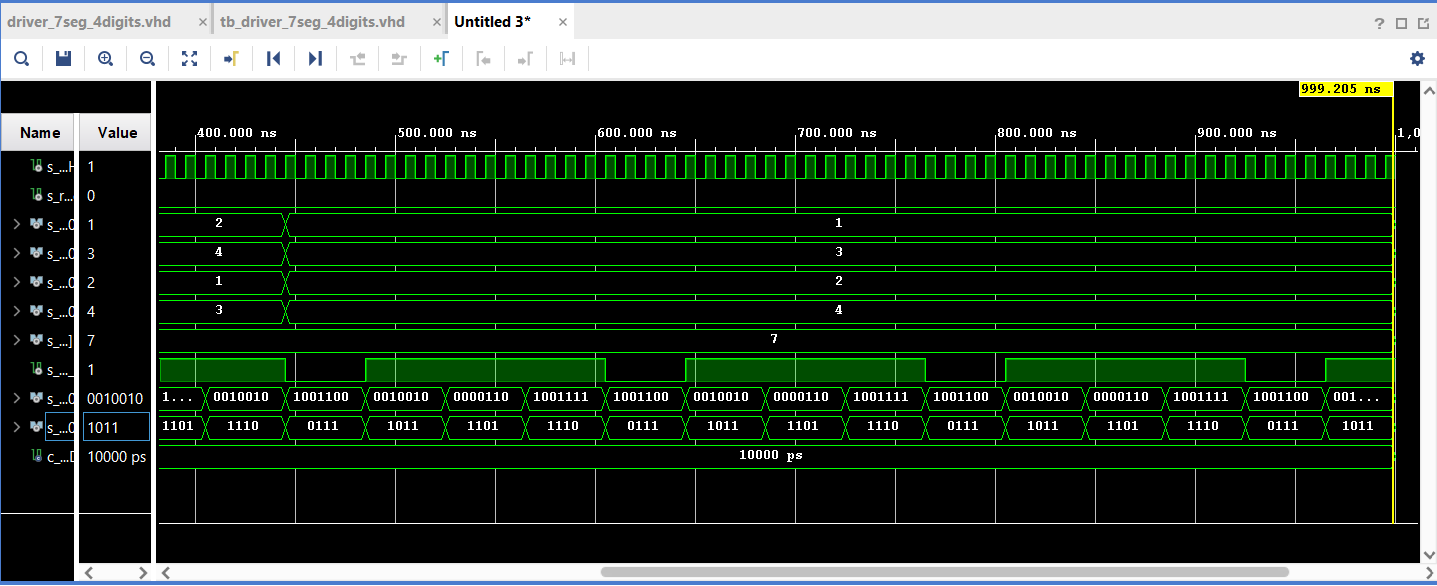 driver_7seg_4digits.vhd × tb_driver_7seg_4digits.vhd × Untitled 3* ×
?
999.205 ns
Name Value 400.000 ns 500.000 ns 600.000 ns 700.000 ns 800.000 ns 900.000 ns 1,0
s_...H 1
s_r... 0
s_...0 1 2 1
s_...0 3 4 3
s_...0 2 1 2
s_...0 4 3 4
s_...] 7 7
s_..._ 1
s_...0 0010010 1... 0010010 1001100 0010010 0000110 1001111 1001100 0010010 0000110 1001111 1001100 0010010 0000110 1001111 1001100 001...
s_...0 1011 1101 1110 0111 1011 1101 1110 0111 1011 1101 1110 0111 1011 1101 1110 0111 1011
c_...D 10000 ps 10000 ps